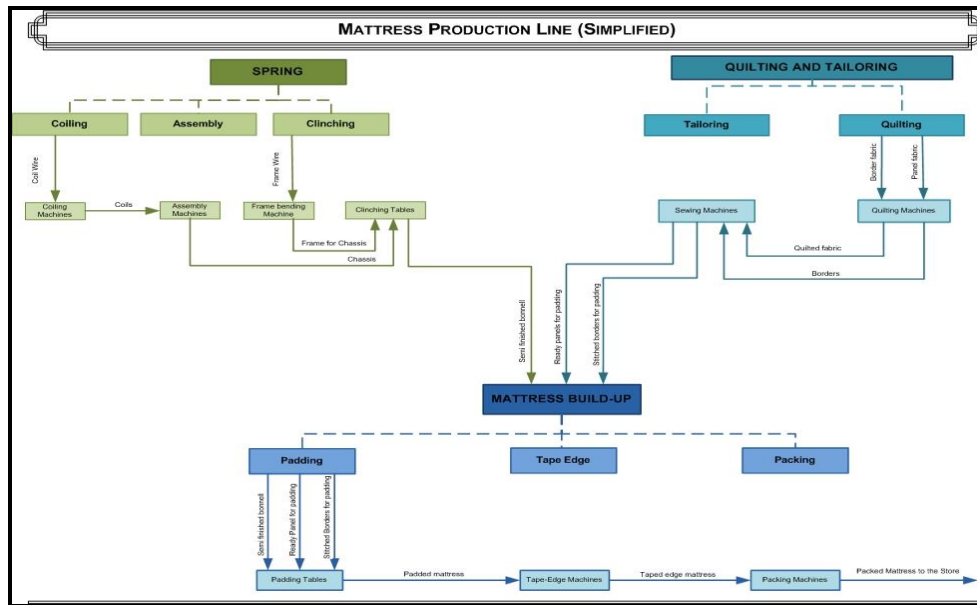 MATTRESS PRODUCTION LINE (SIMPLIFIED)
SPRING
QUILTING AND TAILORING
Coiling
Assembly
Clinching
Tailoring
Quilting
Coil Wire
Frame Wire
Border fabric
Panel fabric
Coiling
Machines
Coils
Assembly
Machines
Frame bending
Machine
Clinching Tables
Sewing Machines
Quilting Machines
Frame for Chassis
Chassis
Quilted fabric
Borders
Semi finished bonnell
Ready panels for padding
Stitched borders for padding
MATTRESS BUILD-UP
Padding
Tape Edge
Packing
Semi finished bonnell
Ready Panel for padding
Stitched Borders for padding
Padding Tables
Padded mattress
Tape-Edge Machines
Taped edge mattress
Packing Machines
Packed Mattress to the Store